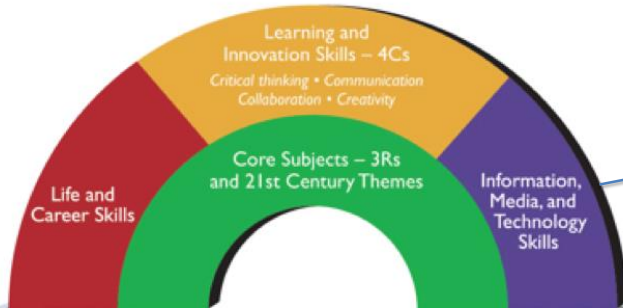 Learning and
Innovation Skills – 4Cs
Critical thinking • Communication
Collaboration • Creativity
Core Subjects – 3Rs
and 21st Century Themes
Life and
Career Skills
Information,
Media, and
Technology
Skills